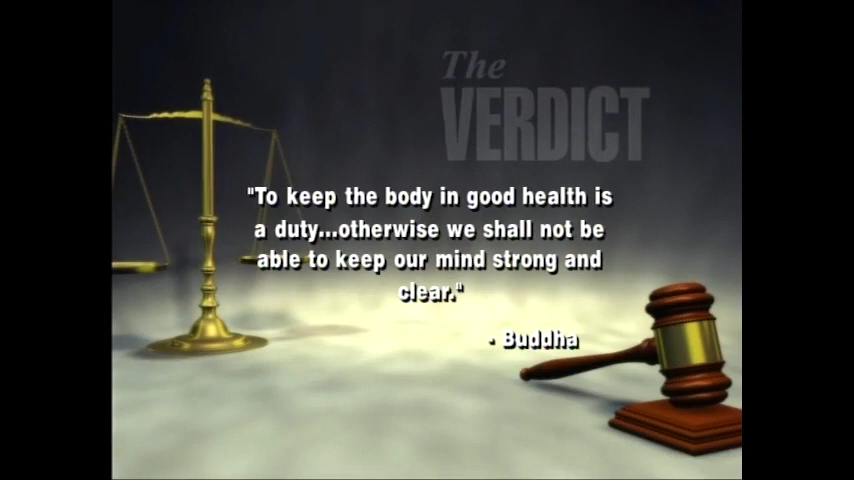 The
VERDICT
"To keep the body in good health is
a duty...otherwise we shall not be
able to keep our mind strong and
clear."
- Buddha